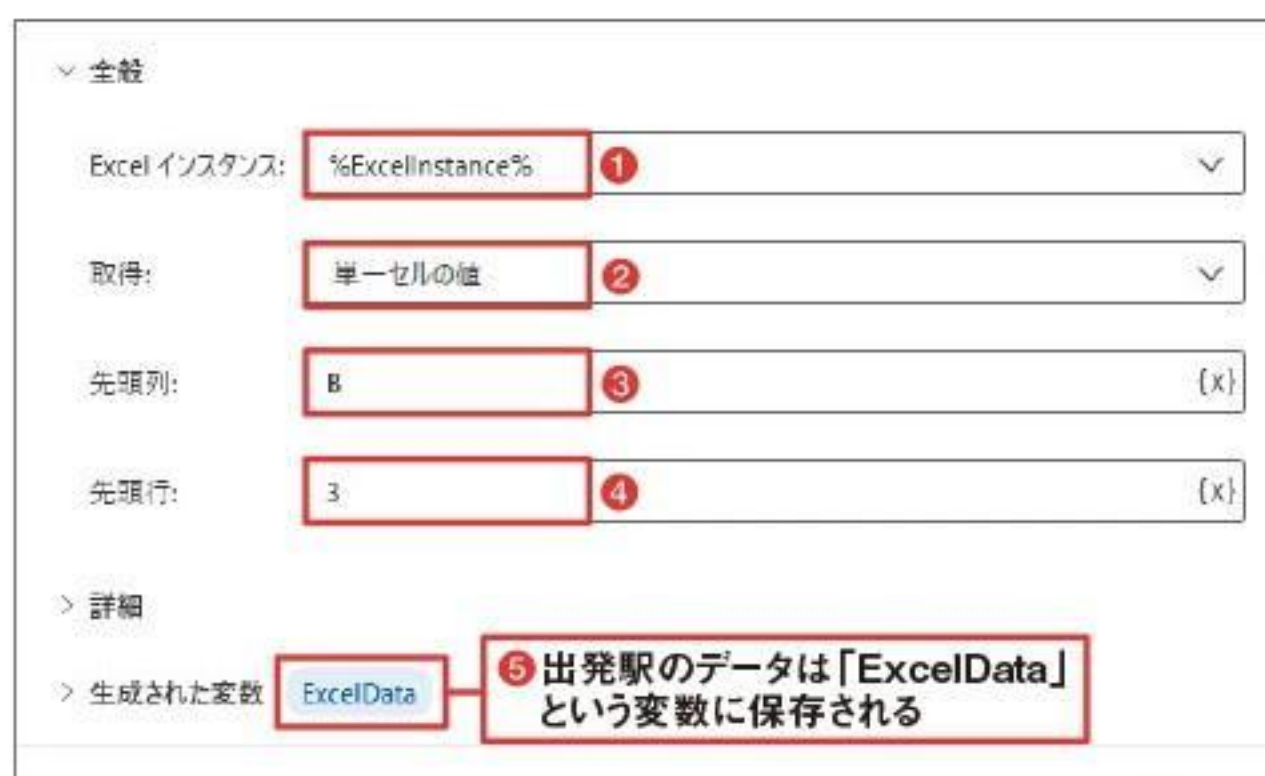 全般
Excel インスタンス: %ExcelInstance% 1
取得: 単一セルの値 2
先頭列: B 3 {x}
先頭行: 3 4 {x}
詳細
生成された変数 ExcelData
5 出発駅のデータは「ExcelData」
という変数に保存される